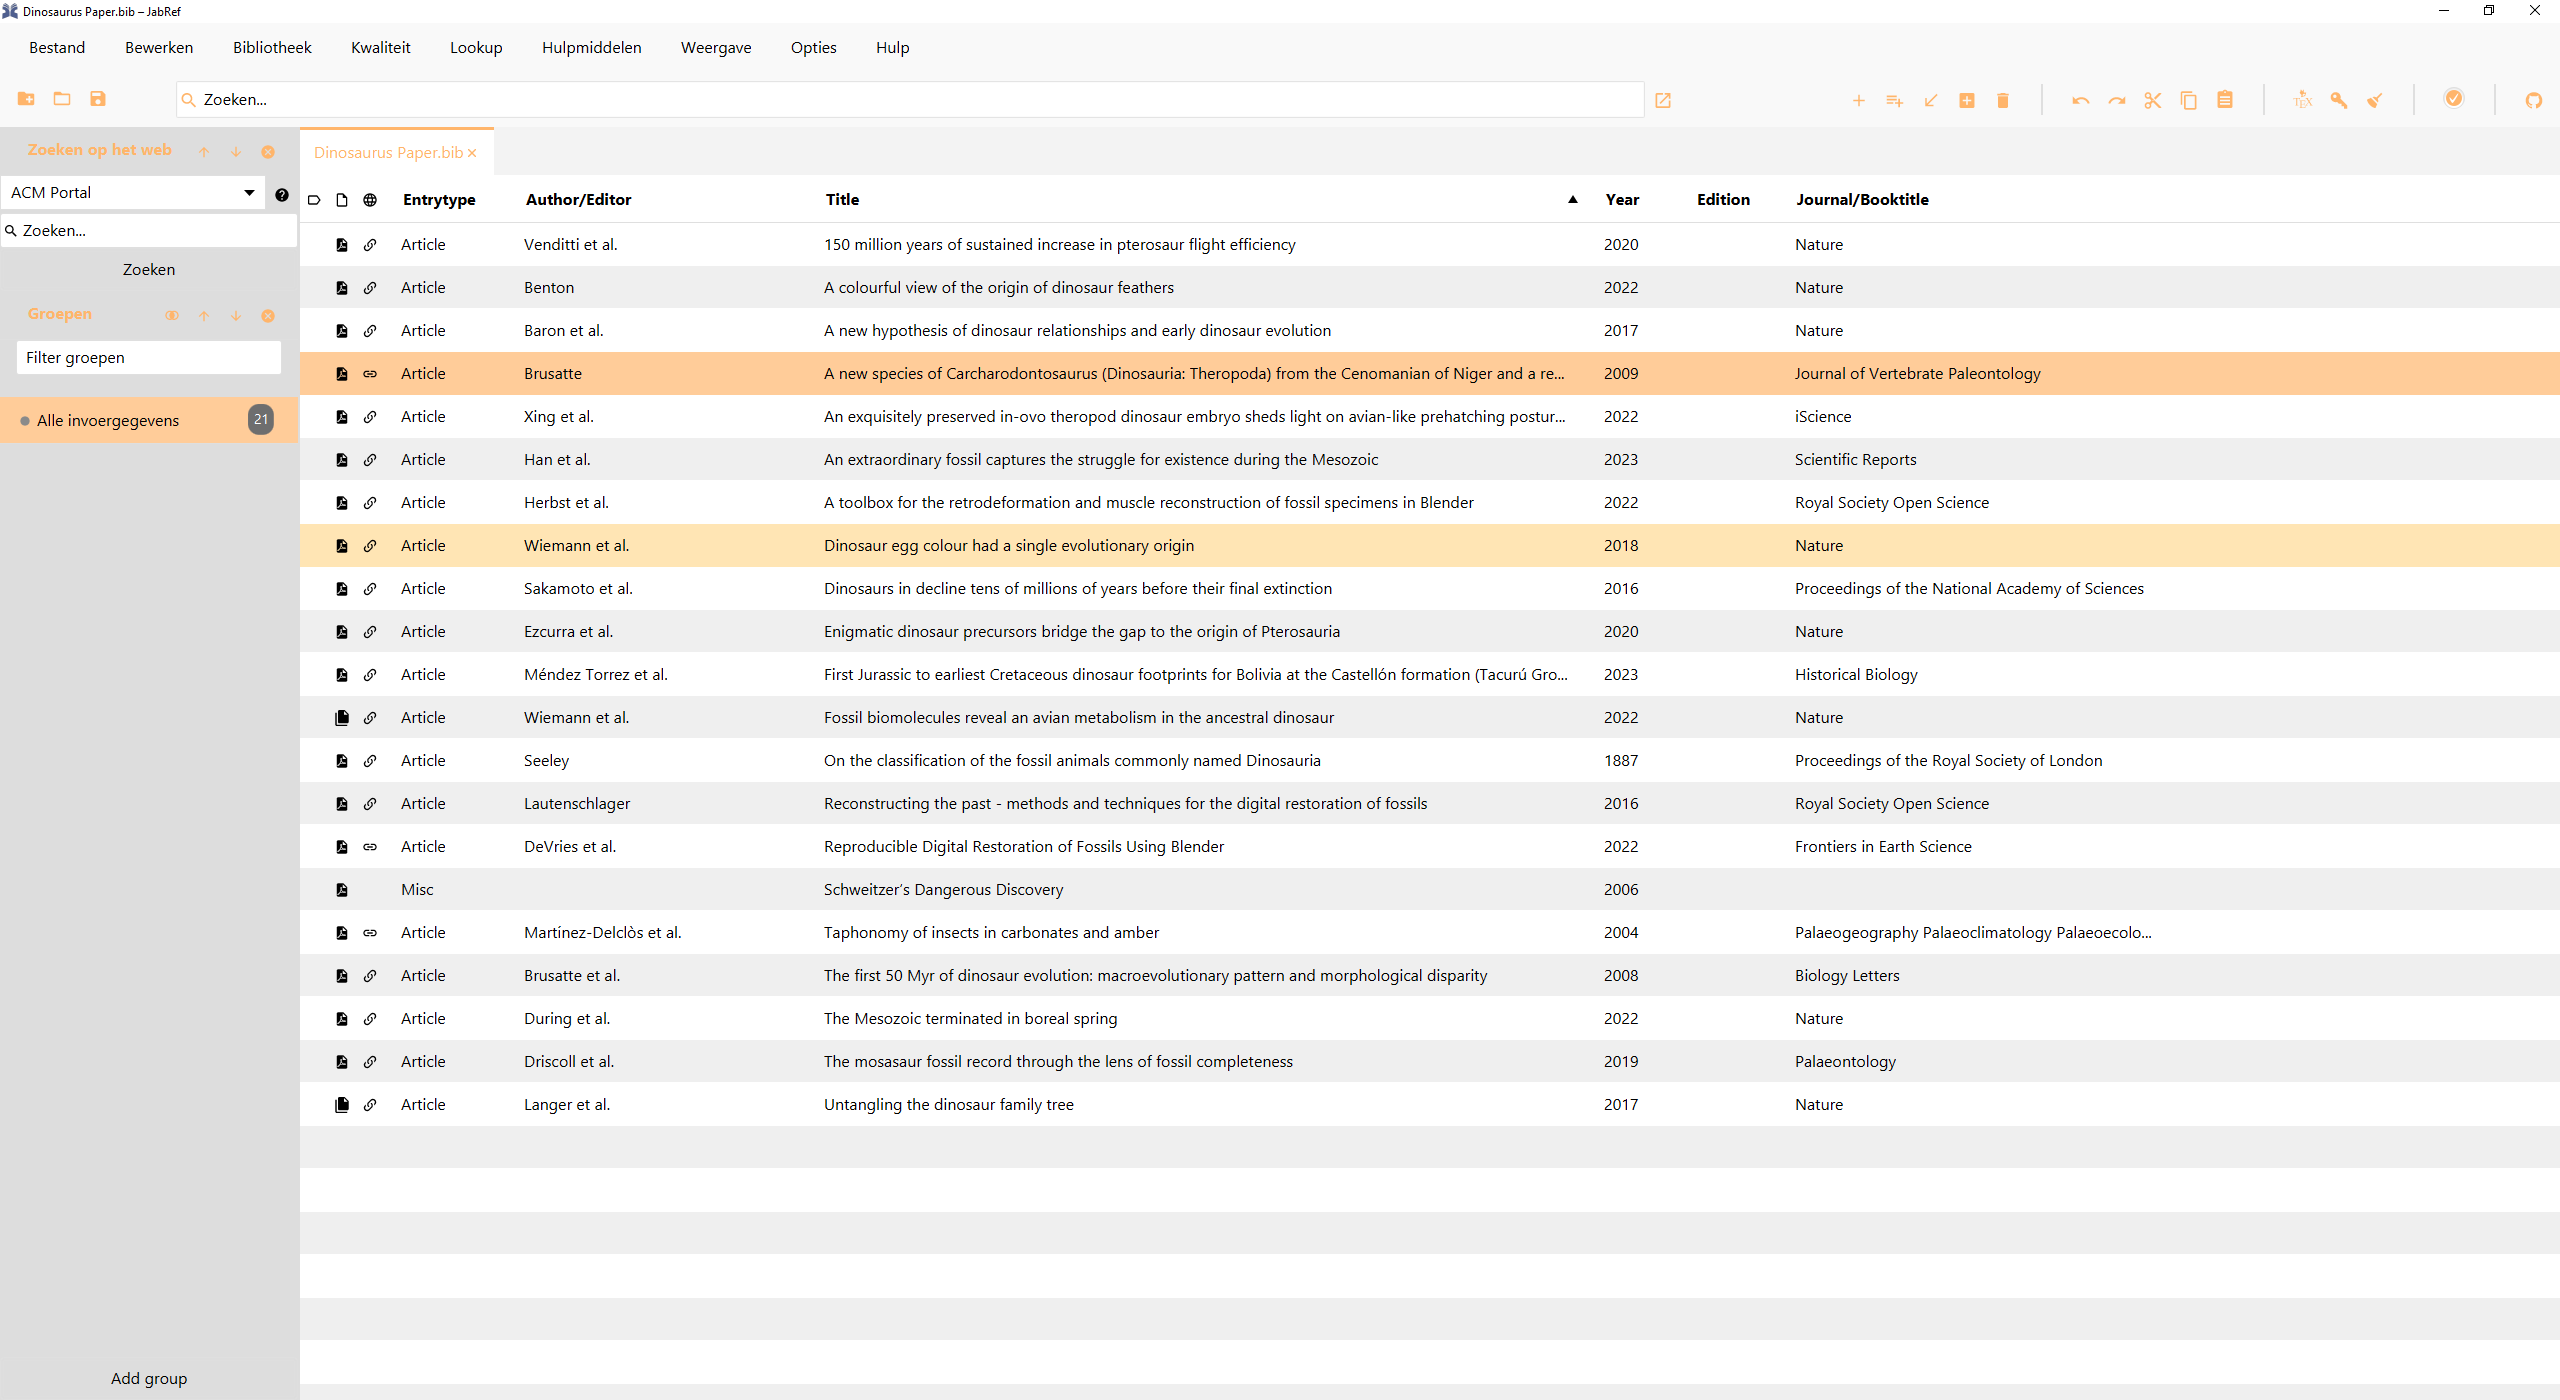 Dinosaurus Paper.bib – JabRef
Bestand Bewerken Bibliotheek Kwaliteit Lookup Hulpmiddelen Weergave Opties Hulp
Zoeken...
TEX
Zoeken op het web
ACM Portal
Zoeken...
Zoeken
Groepen
Filter groepen
Alle invoergegevens 21
Add group
Dinosaurus Paper.bib
Entrytype Author/Editor Title Year Edition Journal/Booktitle
Article Venditti et al. 150 million years of sustained increase in pterosaur flight efficiency 2020 Nature
Article Benton A colourful view of the origin of dinosaur feathers 2022 Nature
Article Baron et al. A new hypothesis of dinosaur relationships and early dinosaur evolution 2017 Nature
Article Brusatte A new species of Carcharodontosaurus (Dinosauria: Theropoda) from the Cenomanian of Niger and a re... 2009 Journal of Vertebrate Paleontology
Article Xing et al. An exquisitely preserved in-ovo theropod dinosaur embryo sheds light on avian-like prehatching postur... 2022 iScience
Article Han et al. An extraordinary fossil captures the struggle for existence during the Mesozoic 2023 Scientific Reports
Article Herbst et al. A toolbox for the retrodeformation and muscle reconstruction of fossil specimens in Blender 2022 Royal Society Open Science
Article Wiemann et al. Dinosaur egg colour had a single evolutionary origin 2018 Nature
Article Sakamoto et al. Dinosaurs in decline tens of millions of years before their final extinction 2016 Proceedings of the National Academy of Sciences
Article Ezcurra et al. Enigmatic dinosaur precursors bridge the gap to the origin of Pterosauria 2020 Nature
Article Méndez Torrez et al. First Jurassic to earliest Cretaceous dinosaur footprints for Bolivia at the Castellón formation (Tacurú Gro... 2023 Historical Biology
Article Wiemann et al. Fossil biomolecules reveal an avian metabolism in the ancestral dinosaur 2022 Nature
Article Seeley On the classification of the fossil animals commonly named Dinosauria 1887 Proceedings of the Royal Society of London
Article Lautenschlager Reconstructing the past - methods and techniques for the digital restoration of fossils 2016 Royal Society Open Science
Article DeVries et al. Reproducible Digital Restoration of Fossils Using Blender 2022 Frontiers in Earth Science
Misc Schweitzer’s Dangerous Discovery 2006
Article Martínez-Delclòs et al. Taphonomy of insects in carbonates and amber 2004 Palaeogeography Palaeoclimatology Palaeoecolo...
Article Brusatte et al. The first 50 Myr of dinosaur evolution: macroevolutionary pattern and morphological disparity 2008 Biology Letters
Article During et al. The Mesozoic terminated in boreal spring 2022 Nature
Article Driscoll et al. The mosasaur fossil record through the lens of fossil completeness 2019 Palaeontology
Article Langer et al. Untangling the dinosaur family tree 2017 Nature